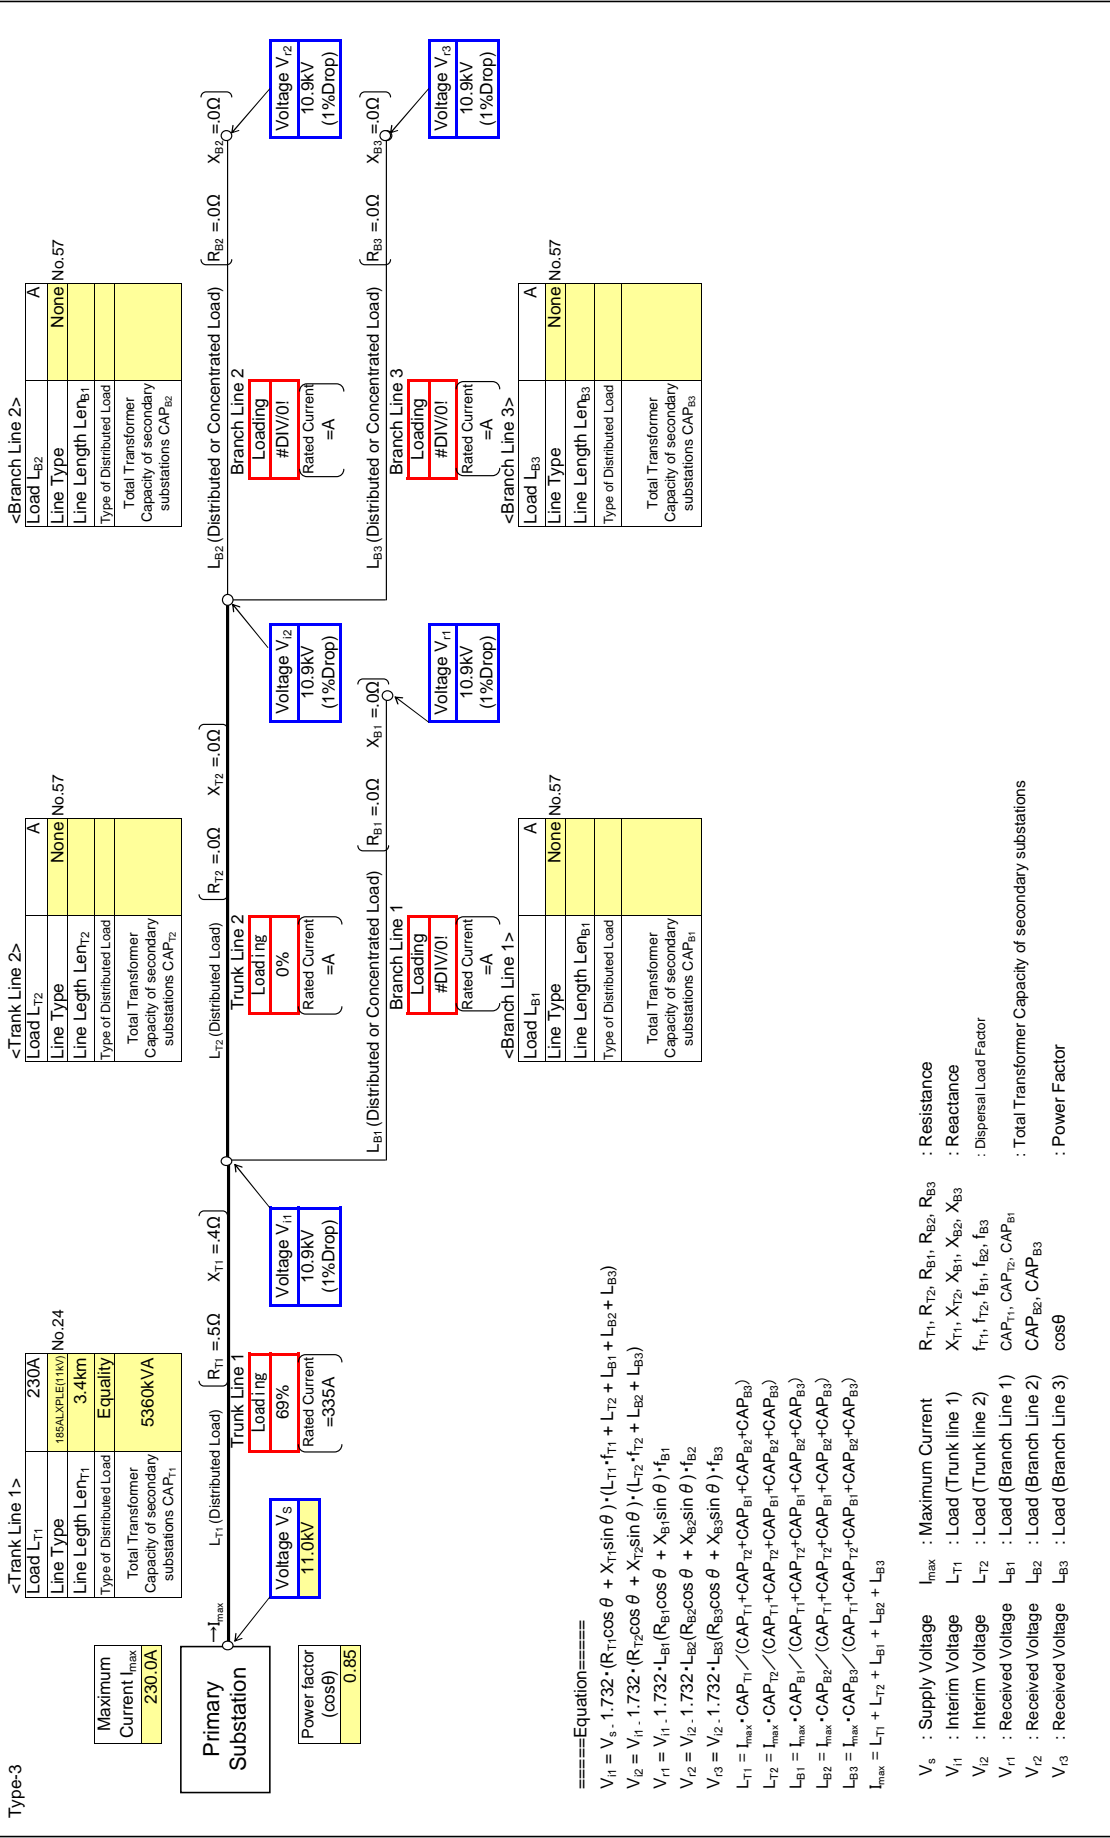 Type-3
Maximum
Current Imax
230.0A
Primary
Substation
Power factor
(cosθ)
0.85
→Imax
Voltage VS
11.0kV
<Trank Line 1>
Load LT1 230A
Line Type 185ALXPLE(11kV) No.24
Line Length LenT1 3.4km
Type of Distributed Load Equality
Total Transformer
Capacity of secondary
substations CAPT1
5360kVA
LT1 (Distributed Load)
RT1 =.5Ω XT1 =.4Ω
Trunk Line 1
Loading
69%
Rated Current
=335A
Voltage Vi1
10.9kV
(1%Drop)
<Trank Line 2>
Load LT2 A
Line Type None No.57
Line Legth LenT2
Type of Distributed Load
Total Transformer
Capacity of secondary
substations CAPT2
LT2 (Distributed Load)
RT2 =.0Ω XT2 =.0Ω
Trunk Line 2
Loading
0%
Rated Current
=A
Voltage Vi2
10.9kV
(1%Drop)
LB1 (Distributed or Concentrated Load)
RB1 =.0Ω XB1 =.0Ω
Branch Line 1
Loading
#DIV/0!
Rated Current
=A
Voltage Vr1
10.9kV
(1%Drop)
<Branch Line 1>
Load LB1 A
Line Type None No.57
Line Length LenB1
Type of Distributed Load
Total Transformer
Capacity of secondary
substations CAPB1
<Branch Line 2>
Load LB2 A
Line Type None No.57
Line Length LenB1
Type of Distributed Load
Total Transformer
Capacity of secondary
substations CAPB2
LB2 (Distributed or Concentrated Load)
RB2 =.0Ω XB2 =.0Ω
Branch Line 2
Loading
#DIV/0!
Rated Current
=A
Voltage Vr2
10.9kV
(1%Drop)
LB3 (Distributed or Concentrated Load)
RB3 =.0Ω XB3 =.0Ω
Branch Line 3
Loading
#DIV/0!
Rated Current
=A
Voltage Vr3
10.9kV
(1%Drop)
<Branch Line 3>
Load LB3 A
Line Type None No.57
Line Length LenB3
Type of Distributed Load
Total Transformer
Capacity of secondary
substations CAPB3
=====Equation=====
Vi1 = VS - 1.732・(RT1cosθ + XT1sinθ)・(LT1・fT1 + LT2 + LB1 + LB2 + LB3)
Vi2 = Vi1 - 1.732・(RT2cosθ + XT2sinθ)・(LT2・fT2 + LB2 + LB3)
Vr1 = Vi1 - 1.732・LB1(RB1cosθ + XB1sinθ)・fB1
Vr2 = Vi2 - 1.732・LB2(RB2cosθ + XB2sinθ)・fB2
Vr3 = Vi2 - 1.732・LB3(RB3cosθ + XB3sinθ)・fB3
LT1 = Imax・CAPT1／(CAPT1+CAPT2+CAPB1+CAPB2+CAPB3)
LT2 = Imax・CAPT2／(CAPT1+CAPT2+CAPB1+CAPB2+CAPB3)
LB1 = Imax・CAPB1／(CAPT1+CAPT2+CAPB1+CAPB2+CAPB3)
LB2 = Imax・CAPB2／(CAPT1+CAPT2+CAPB1+CAPB2+CAPB3)
LB3 = Imax・CAPB3／(CAPT1+CAPT2+CAPB1+CAPB2+CAPB3)
Imax = LT1 + LT2 + LB1 + LB2 + LB3
Vs : Supply Voltage Imax : Maximum Current RT1, RT2, RB1, RB2, RB3 : Resistance
Vi1 : Interim Voltage LT1 : Load (Trunk line 1) XT1, XT2, XB1, XB2, XB3 : Reactance
Vi2 : Interim Voltage LT2 : Load (Trunk line 2) fT1, fT2, fB1, fB2, fB3 : Dispersal Load Factor
Vr1 : Received Voltage LB1 : Load (Branch Line 1) CAPT1, CAPT2, CAPB1
Vr2 : Received Voltage LB2 : Load (Branch Line 2) CAPB2, CAPB3 : Total Transformer Capacity of secondary substations
Vr3 : Received Voltage LB3 : Load (Branch Line 3) cosθ : Power Factor